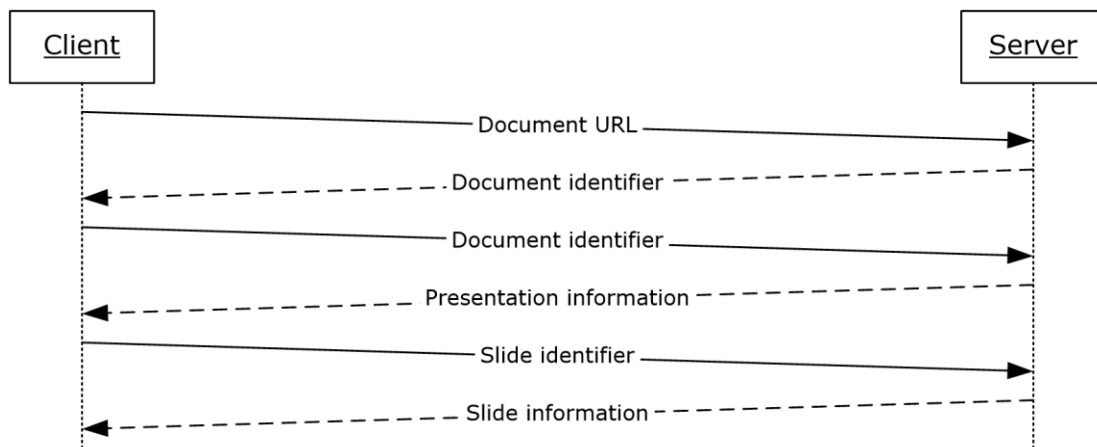 Client
Server
Document URL
Document identifier
Document identifier
Presentation information
Slide identifier
Slide information